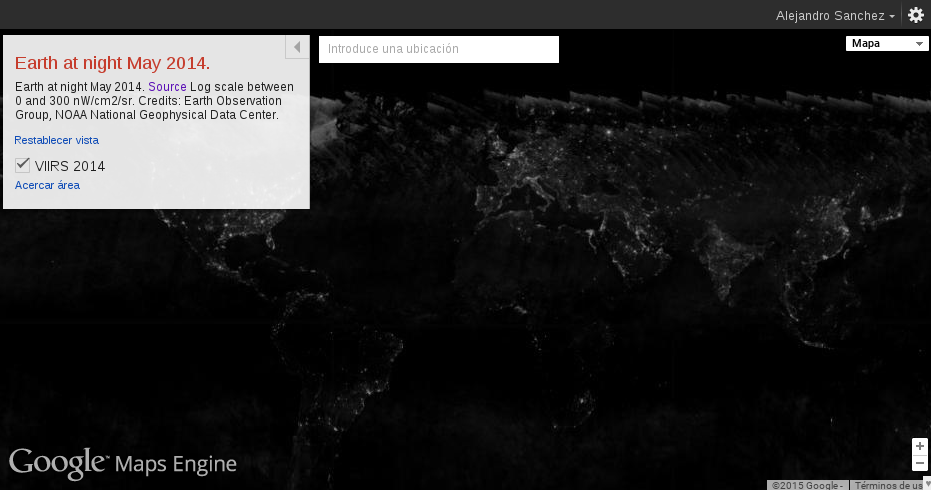 Alejandro Sanchez
Introduce una ubicación
Mapa
Earth at night May 2014.
Earth at night May 2014. Source Log scale between
0 and 300 nW/cm2/sr. Credits: Earth Observation
Group, NOAA National Geophysical Data Center.
Restablecer vista
VIIRS 2014
Acercar área
Google™ Maps Engine
©2015 Google -
Términos de us